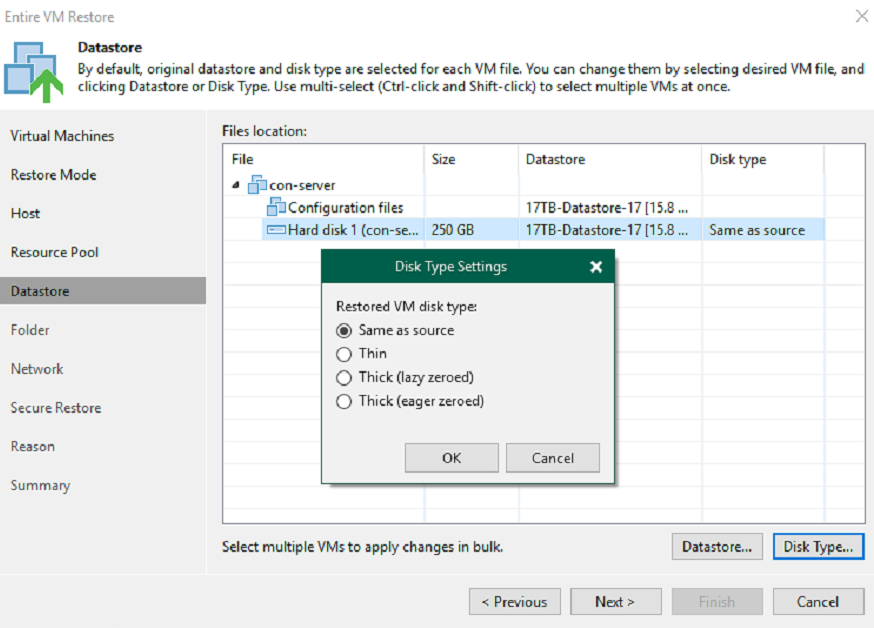 Entire VM Restore
Datastore
By default, original datastore and disk type are selected for each VM file. You can change them by selecting desired VM file, and
clicking Datastore or Disk Type. Use multi-select (Ctrl-click and Shift-click) to select multiple VMs at once.
Virtual Machines
Restore Mode
Host
Resource Pool
Datastore
Folder
Network
Secure Restore
Reason
Summary
Files location:
File Size Datastore Disk type
con-server
Configuration files 17TB-Datastore-17 [15.8 ...
Hard disk 1 (con-se... 250 GB 17TB-Datastore-17 [15.8 ... Same as source
Disk Type Settings
Restored VM disk type:
Same as source
Thin
Thick (lazy zeroed)
Thick (eager zeroed)
OK Cancel
Select multiple VMs to apply changes in bulk.
Datastore... Disk Type...
< Previous Next > Finish Cancel